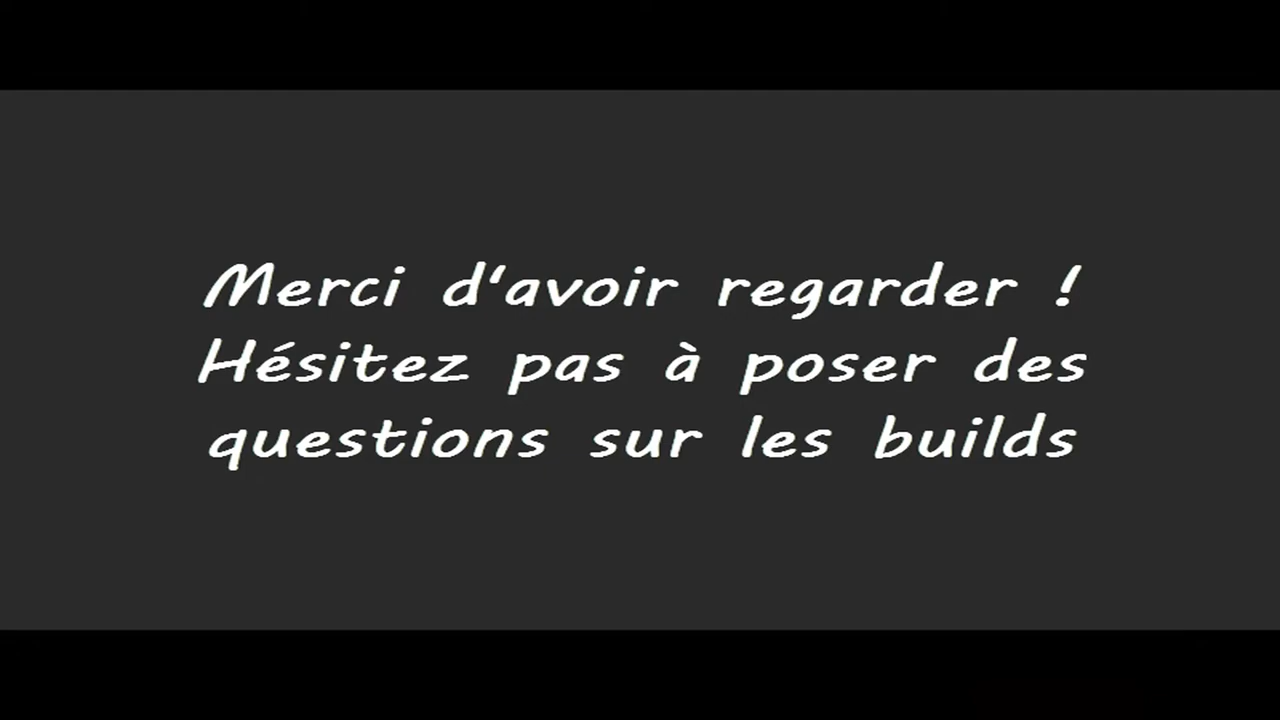 Merci d'avoir regarder !
Hésitez pas à poser des
questions sur les builds